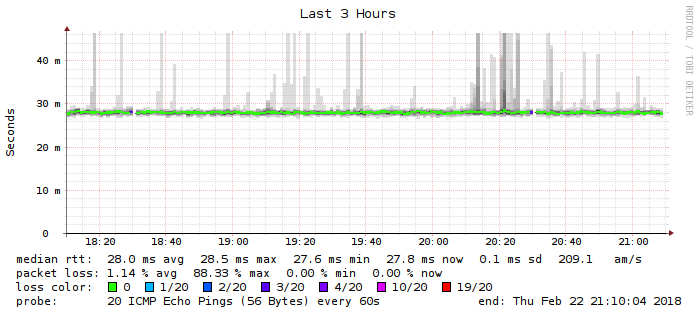 Last 3 Hours
RRDTOOL / TOBI OETIKER
Seconds
40 m
30 m
20 m
10 m
0
18:20 18:40 19:00 19:20 19:40 20:00 20:20 20:40 21:00
median rtt: 28.0 ms avg 28.5 ms max 27.6 ms min 27.8 ms now 0.1 ms sd 209.1 am/s
packet loss: 1.14 % avg 88.33 % max 0.00 % min 0.00 % now
loss color: 0 1/20 2/20 3/20 4/20 10/20 19/20
probe: 20 ICMP Echo Pings (56 Bytes) every 60s end: Thu Feb 22 21:10:04 2018